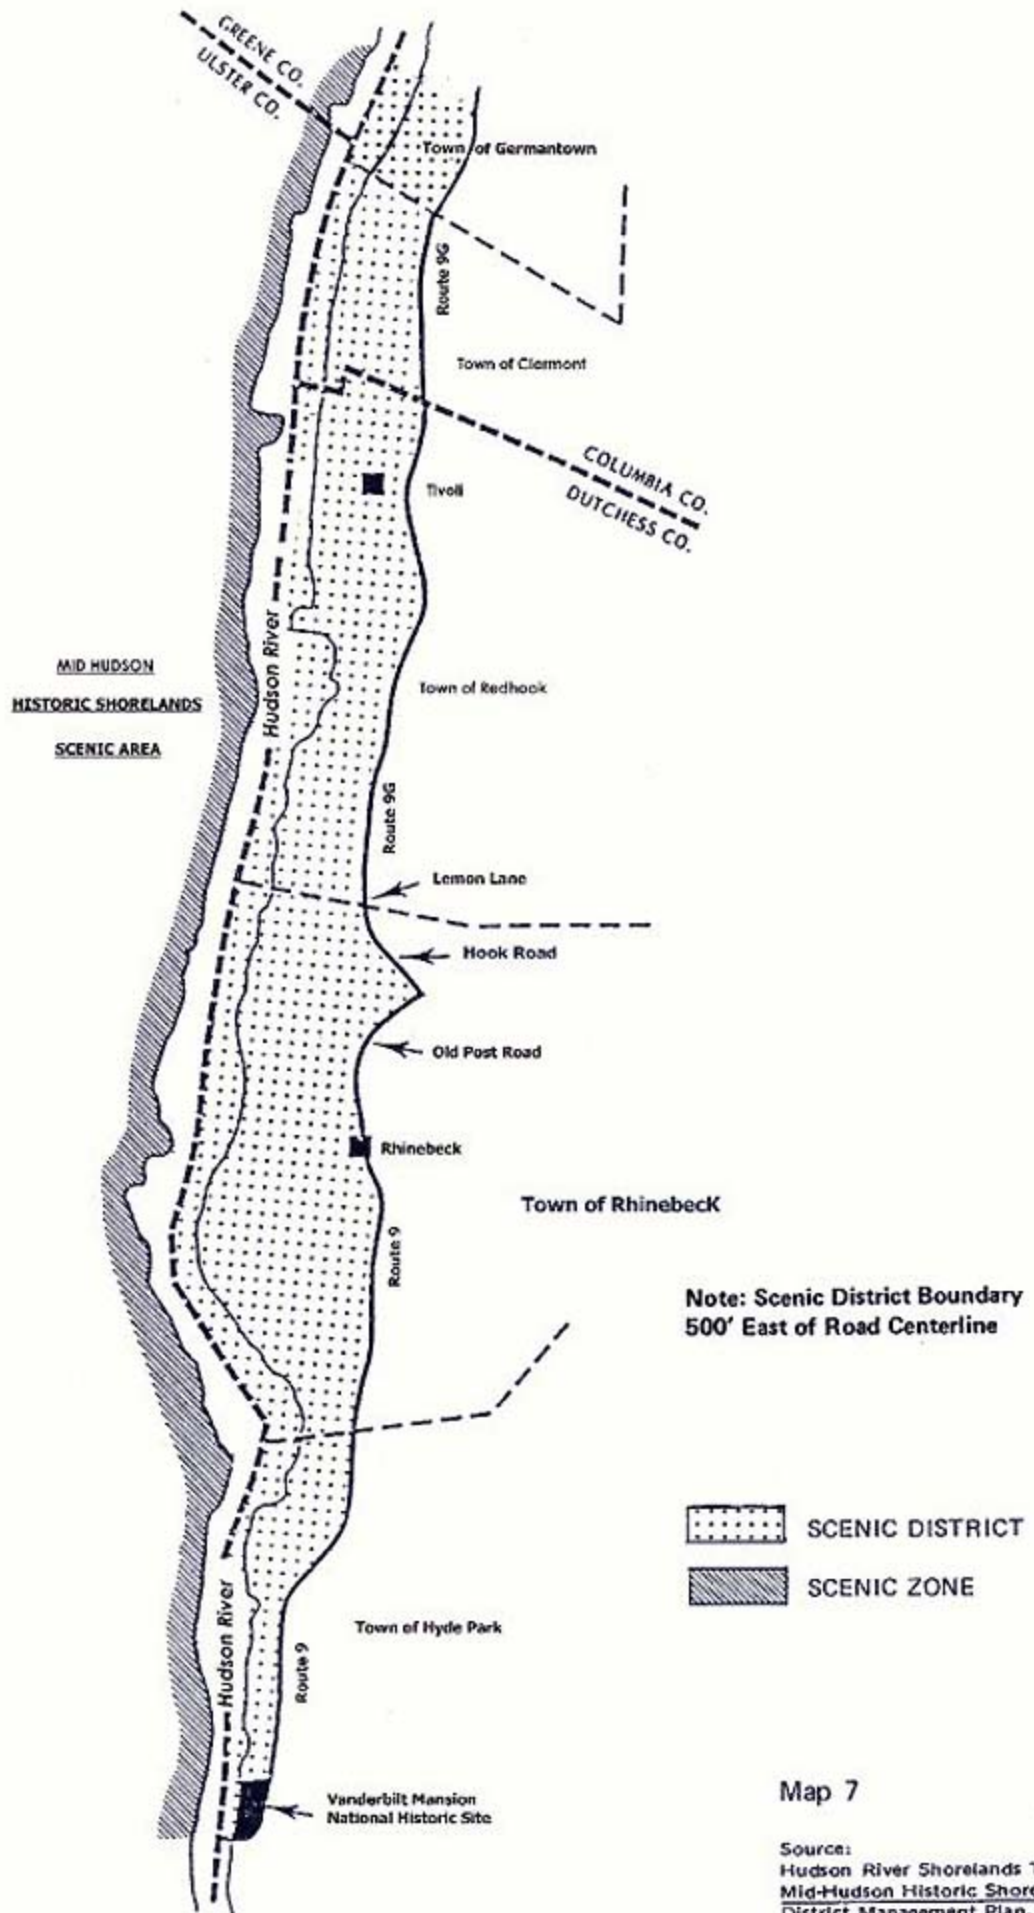 GREENE CO.
ULSTER CO.
Town of Germantown
Route 9G
Town of Clermont
COLUMBIA CO.
DUTCHESS CO.
Tivoli
Hudson River
MID HUDSON
HISTORIC SHORELANDS
SCENIC AREA
Town of Redhook
Route 9G
Lemon Lane
Hook Road
Old Post Road
Rhinebeck
Town of RhinebecK
Route 9
Note: Scenic District Boundary
500' East of Road Centerline
SCENIC DISTRICT
SCENIC ZONE
Hudson River
Town of Hyde Park
Route 9
Vanderbilt Mansion
National Historic Site
Map 7
Source:
Hudson River Shorelands
Mid-Hudson Historic
District Management Plan